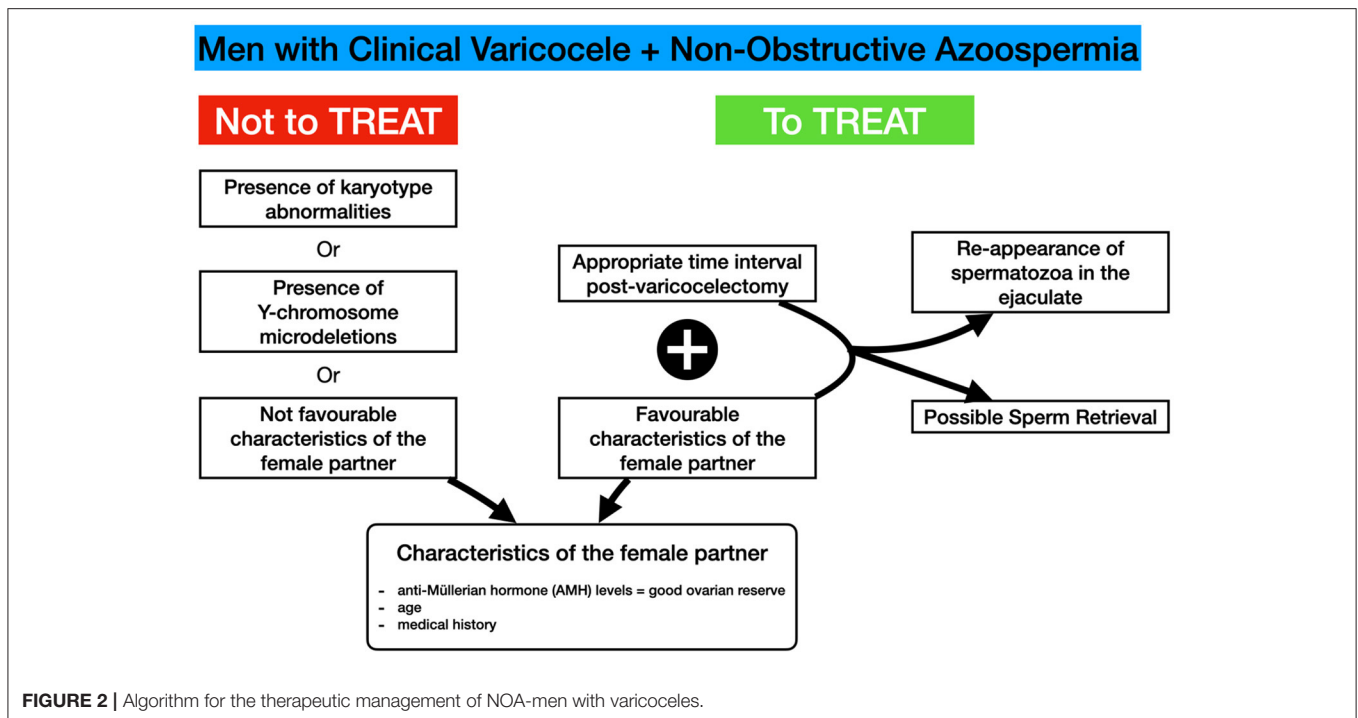 Men with Clinical Varicocele + Non-Obstructive Azoospermia
Not to TREAT
To TREAT
Presence of karyotype
abnormalities
Or
Presence of
Y-chromosome
microdeletions
Or
Not favourable
characteristics of the
female partner
Appropriate time interval
post-varicocelectomy
+
Favourable
characteristics of the
female partner
Re-appearance of
spermatozoa in the
ejaculate
Possible Sperm Retrieval
Characteristics of the female partner
- anti-Müllerian hormone (AMH) levels = good ovarian reserve
- age
- medical history
FIGURE 2 | Algorithm for the therapeutic management of NOA-men with varicoceles.